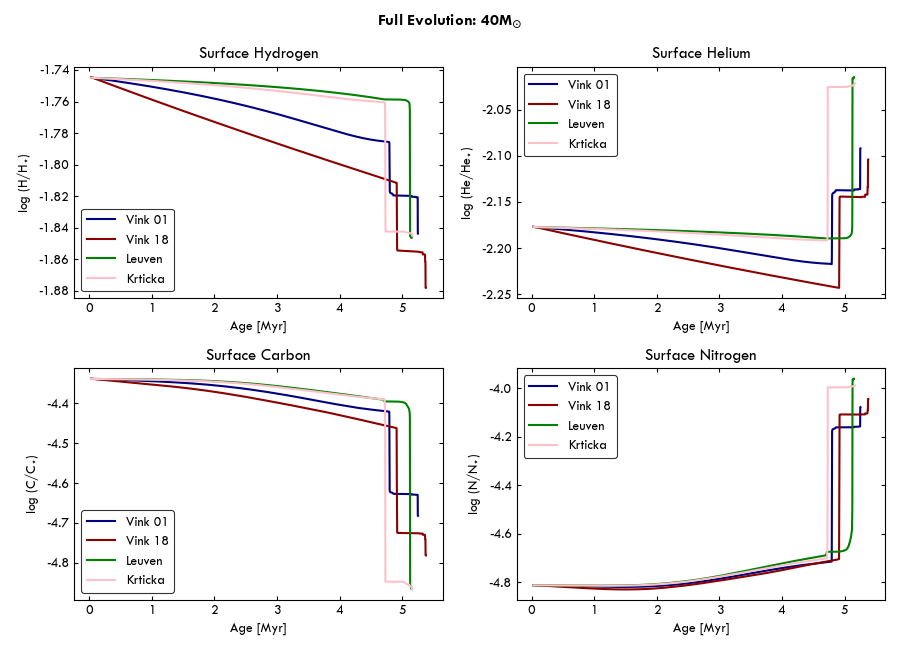 Full Evolution: 40M☉
Surface Hydrogen
-1.74
-1.76
-1.78
-1.80
-1.82
-1.84
-1.86
-1.88
log (H/H⋆)
Vink 01
Vink 18
Leuven
Krticka
0 1 2 3 4 5
Age [Myr]
Surface Helium
-2.05
-2.10
-2.15
-2.20
-2.25
log (He/He⋆)
Vink 01
Vink 18
Leuven
Krticka
0 1 2 3 4 5
Age [Myr]
Surface Carbon
-4.4
-4.5
-4.6
-4.7
-4.8
log (C/C⋆)
Vink 01
Vink 18
Leuven
Krticka
0 1 2 3 4 5
Age [Myr]
Surface Nitrogen
-4.0
-4.2
-4.4
-4.6
-4.8
log (N/N⋆)
Vink 01
Vink 18
Leuven
Krticka
0 1 2 3 4 5
Age [Myr]